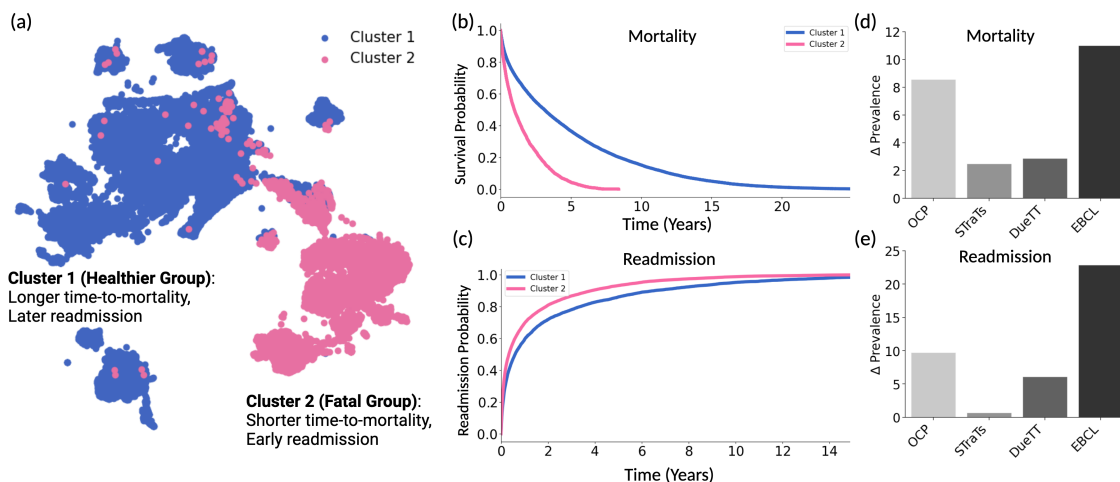 (a)
Cluster 1
Cluster 2
Cluster 1 (Healthier Group):
Longer time-to-mortality,
Later readmission
Cluster 2 (Fatal Group):
Shorter time-to-mortality,
Early readmission
(b)
Mortality
Cluster 1
Cluster 2
Survival Probability
1.0
0.8
0.6
0.4
0.2
0.0
0 5 10 15 20
Time (Years)
(c)
Readmission
Cluster 1
Cluster 2
Readmission Probability
1.0
0.8
0.6
0.4
0.2
0.0
0 2 4 6 8 10 12 14
Time (Years)
(d)
Mortality
Δ Prevalence
12
10
8
6
4
2
0
OCP STraTs DueTT EBCL
(e)
Readmission
Δ Prevalence
25
20
15
10
5
0
OCP STraTs DueTT EBCL